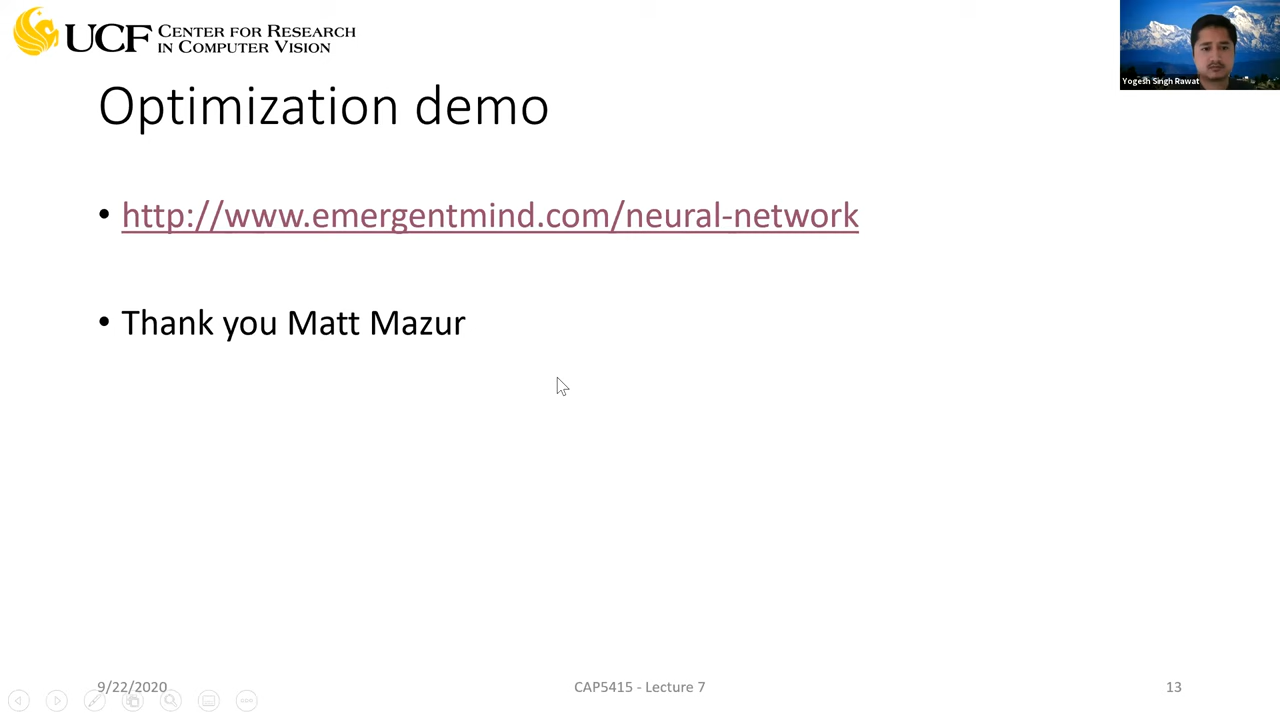 UCF CENTER FOR RESEARCH
IN COMPUTER VISION
Yogesh Singh Rawat
Optimization demo
• http://www.emergentmind.com/neural-network
• Thank you Matt Mazur
9/22/2020
CAP5415 - Lecture 7
13